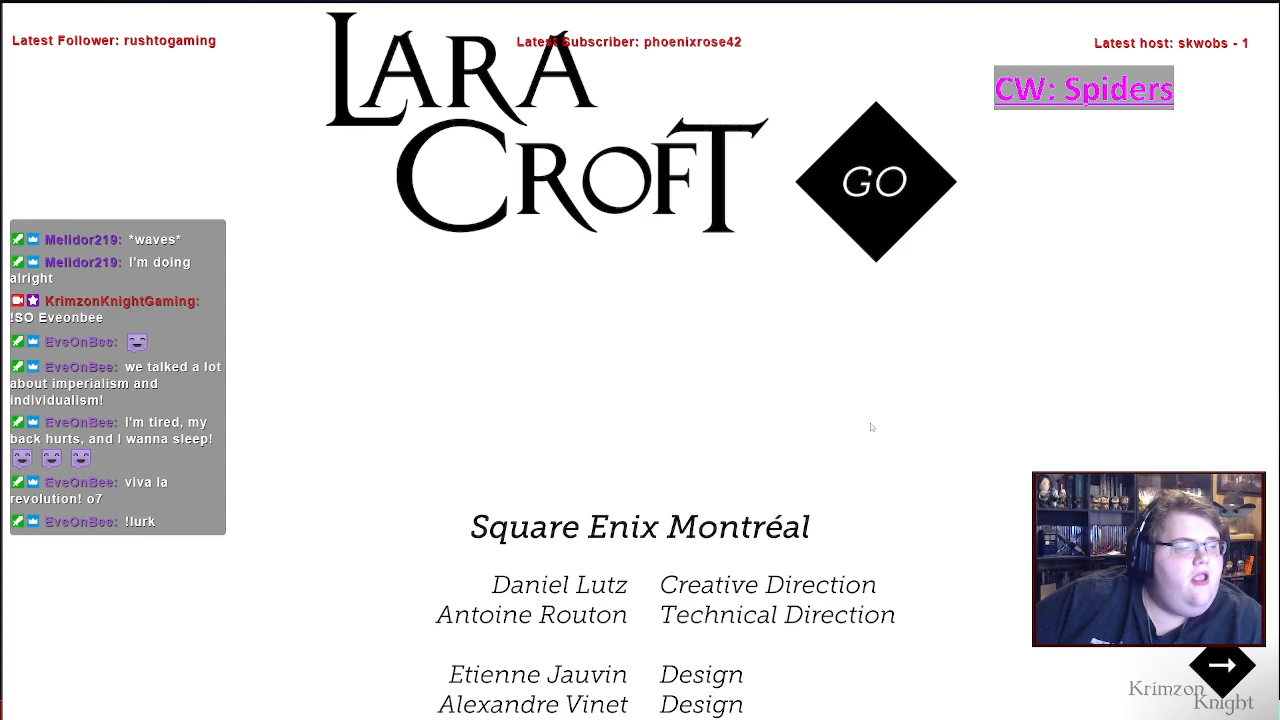 Latest Follower: rushtogaming
Latest Subscriber: phoenixrose42
Latest host: skwobs - 1
LARA
CROFT
GO
CW: Spiders
Melidor219: *waves*
Melidor219: I'm doing
alright
KrimzonKnightGaming:
!SO Eveonbee
EveOnBee:
EveOnBee: we talked a lot
about imperialism and
individualism!
EveOnBee: I'm tired, my
back hurts, and I wanna sleep!
EveOnBee: viva la
revolution! o7
EveOnBee: !lurk
Square Enix Montréal
Daniel Lutz Creative Direction
Antoine Routon Technical Direction
Etienne Jauvin Design
Alexandre Vinet Design
Krimzon
Knight